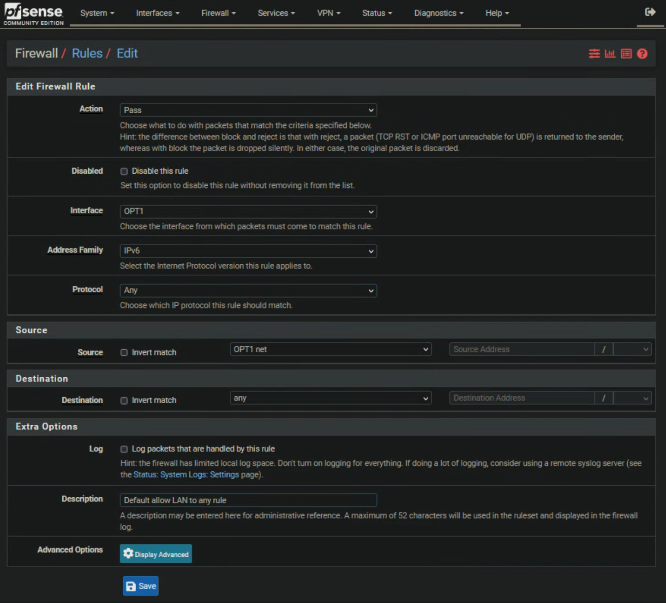 pfsense
COMMUNITY EDITION
System Interfaces Firewall Services VPN Status Diagnostics Help
Firewall / Rules / Edit
Edit Firewall Rule
Action Pass
Choose what to do with packets that match the criteria specified below.
Hint: the difference between block and reject is that with reject, a packet (TCP RST or ICMP port unreachable for UDP) is returned to the sender,
whereas with block the packet is dropped silently. In either case, the original packet is discarded.
Disabled Disable this rule
Set this option to disable this rule without removing it from the list.
Interface OPT1
Choose the interface from which packets must come to match this rule.
Address Family IPv6
Select the Internet Protocol version this rule applies to.
Protocol Any
Choose which IP protocol this rule should match.
Source
Source Invert match OPT1 net Source Address /
Destination
Destination Invert match any Destination Address /
Extra Options
Log Log packets that are handled by this rule
Hint: the firewall has limited local log space. Don't turn on logging for everything. If doing a lot of logging, consider using a remote syslog server (see
the Status: System Logs: Settings page).
Description Default allow LAN to any rule
A description may be entered here for administrative reference. A maximum of 52 characters will be used in the ruleset and displayed in the firewall
log.
Advanced Options Display Advanced
Save